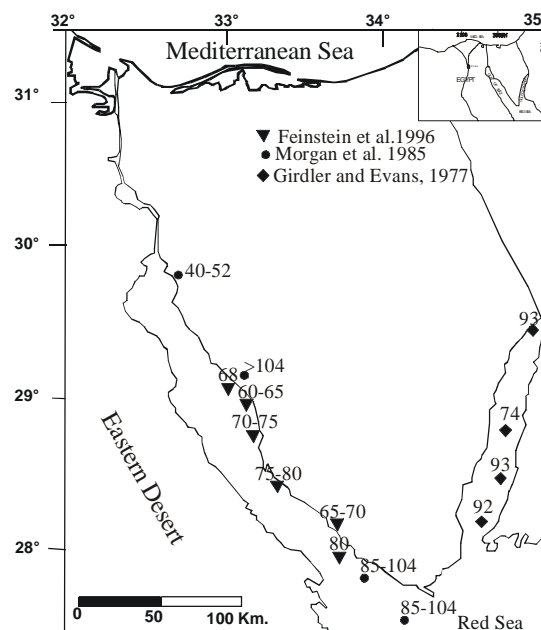 32° 33 34 35
Mediterranean Sea
EGYPT
31°
Feinstein et al.1996
Morgan et al. 1985
Girdler and Evans, 1977
30°
40-52
93
>104
68
60-65
29°
74
70-75
93
75-80
92
65-70
28°
80
85-104
85-104
Eastern Desert
0 50 100 Km.
Red Sea